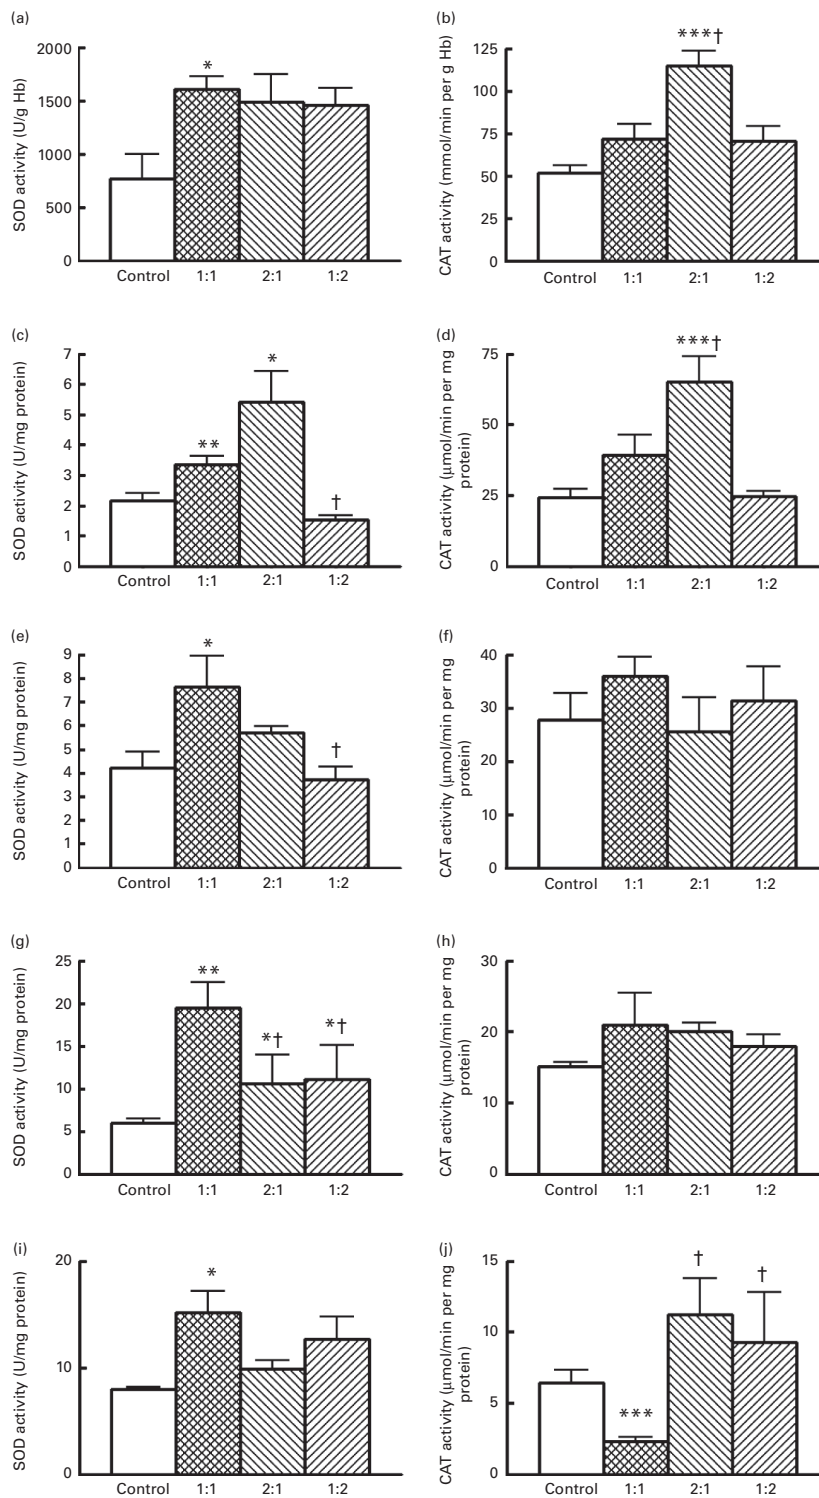 (a)
SOD activity (U/g Hb)
2000
1500
1000
500
0
*
Control 1:1 2:1 1:2
(b)
CAT activity (mmol/min per g Hb)
125
100
75
50
25
0
***†
Control 1:1 2:1 1:2
(c)
SOD activity (U/mg protein)
7
6
5
4
3
2
1
0
**
*
†
Control 1:1 2:1 1:2
(d)
CAT activity (μmol/min per mg
protein)
75
50
25
0
***†
Control 1:1 2:1 1:2
(e)
SOD activity (U/mg protein)
9
8
7
6
5
4
3
2
1
0
*
†
Control 1:1 2:1 1:2
(f)
CAT activity (μmol/min per mg
protein)
40
30
20
10
0
Control 1:1 2:1 1:2
(g)
SOD activity (U/mg protein)
25
20
15
10
5
0
**
*†
*†
Control 1:1 2:1 1:2
(h)
CAT activity (μmol/min per mg
protein)
30
20
10
0
Control 1:1 2:1 1:2
(i)
SOD activity (U/mg protein)
20
10
0
*
Control 1:1 2:1 1:2
(j)
CAT activity (μmol/min per mg
protein)
15
10
5
0
***
†
†
Control 1:1 2:1 1:2